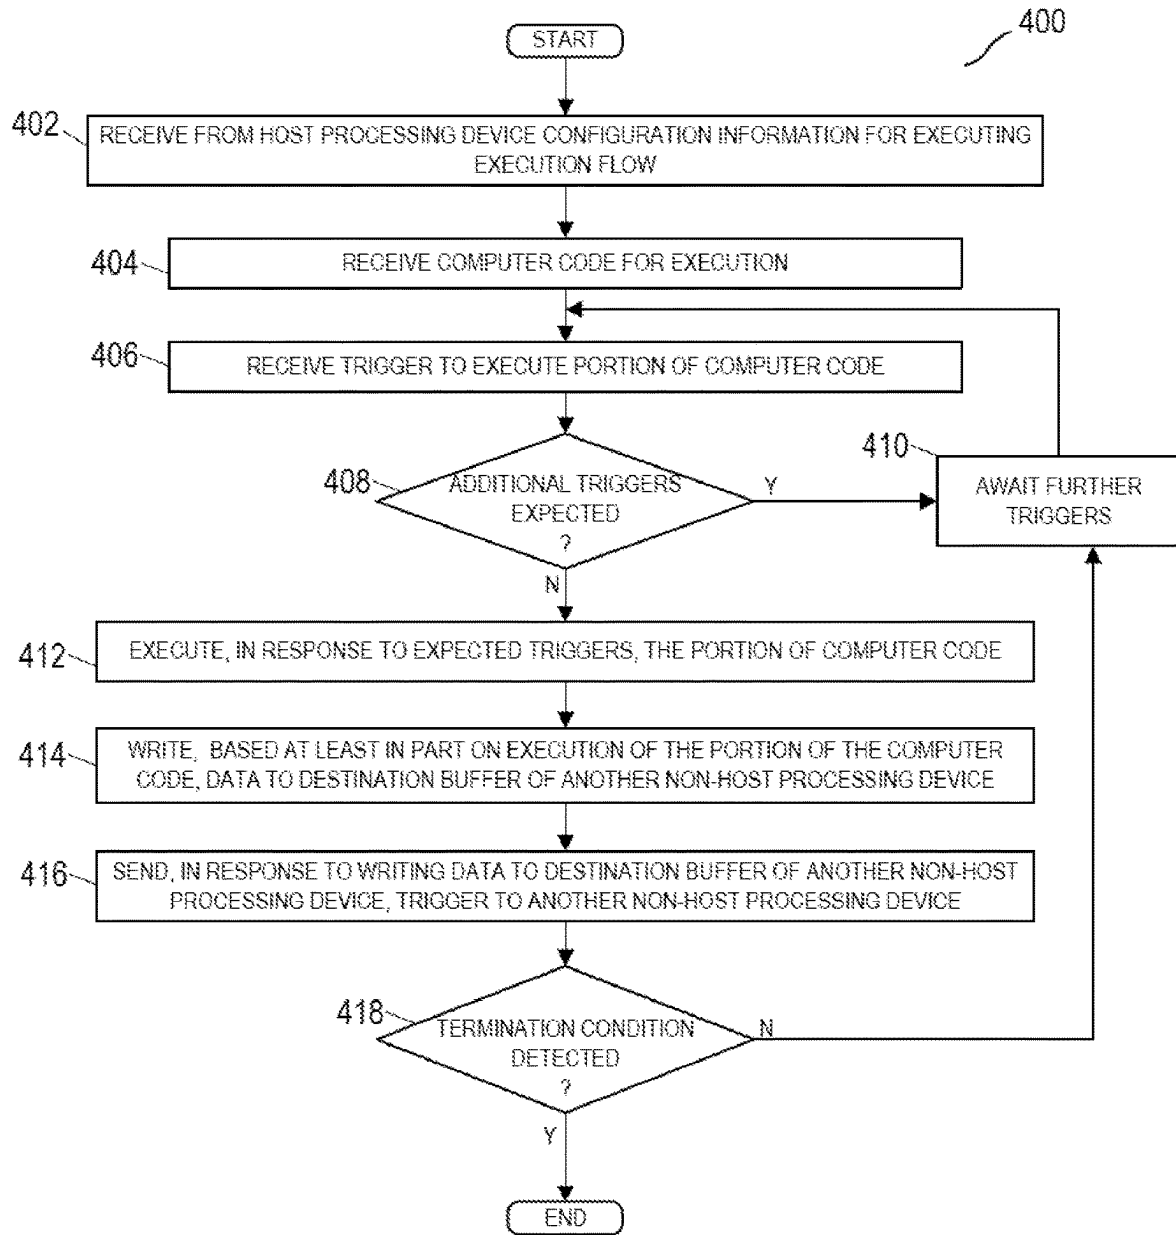 400
START
402
RECEIVE FROM HOST PROCESSING DEVICE CONFIGURATION INFORMATION FOR EXECUTING
EXECUTION FLOW
404
RECEIVE COMPUTER CODE FOR EXECUTION
406
RECEIVE TRIGGER TO EXECUTE PORTION OF COMPUTER CODE
408
ADDITIONAL TRIGGERS
EXPECTED
?
Y
N
410
AWAIT FURTHER
TRIGGERS
412
EXECUTE, IN RESPONSE TO EXPECTED TRIGGERS, THE PORTION OF COMPUTER CODE
414
WRITE, BASED AT LEAST IN PART ON EXECUTION OF THE PORTION OF THE COMPUTER
CODE, DATA TO DESTINATION BUFFER OF ANOTHER NON-HOST PROCESSING DEVICE
416
SEND, IN RESPONSE TO WRITING DATA TO DESTINATION BUFFER OF ANOTHER NON-HOST
PROCESSING DEVICE, TRIGGER TO ANOTHER NON-HOST PROCESSING DEVICE
418
TERMINATION CONDITION
DETECTED
?
N
Y
END